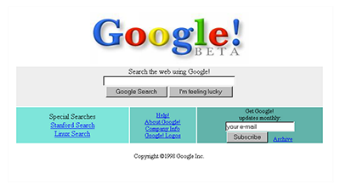 Google!
BETA
Search the web using Google!
Google Search
I'm feeling lucky
Special Searches
Stanford Search
Linux Search
Help!
About Google!
Company Info
Google! Logos
Get Google!
updates monthly:
your e-mail
Subscribe
Archive
Copyright ©1998 Google Inc.